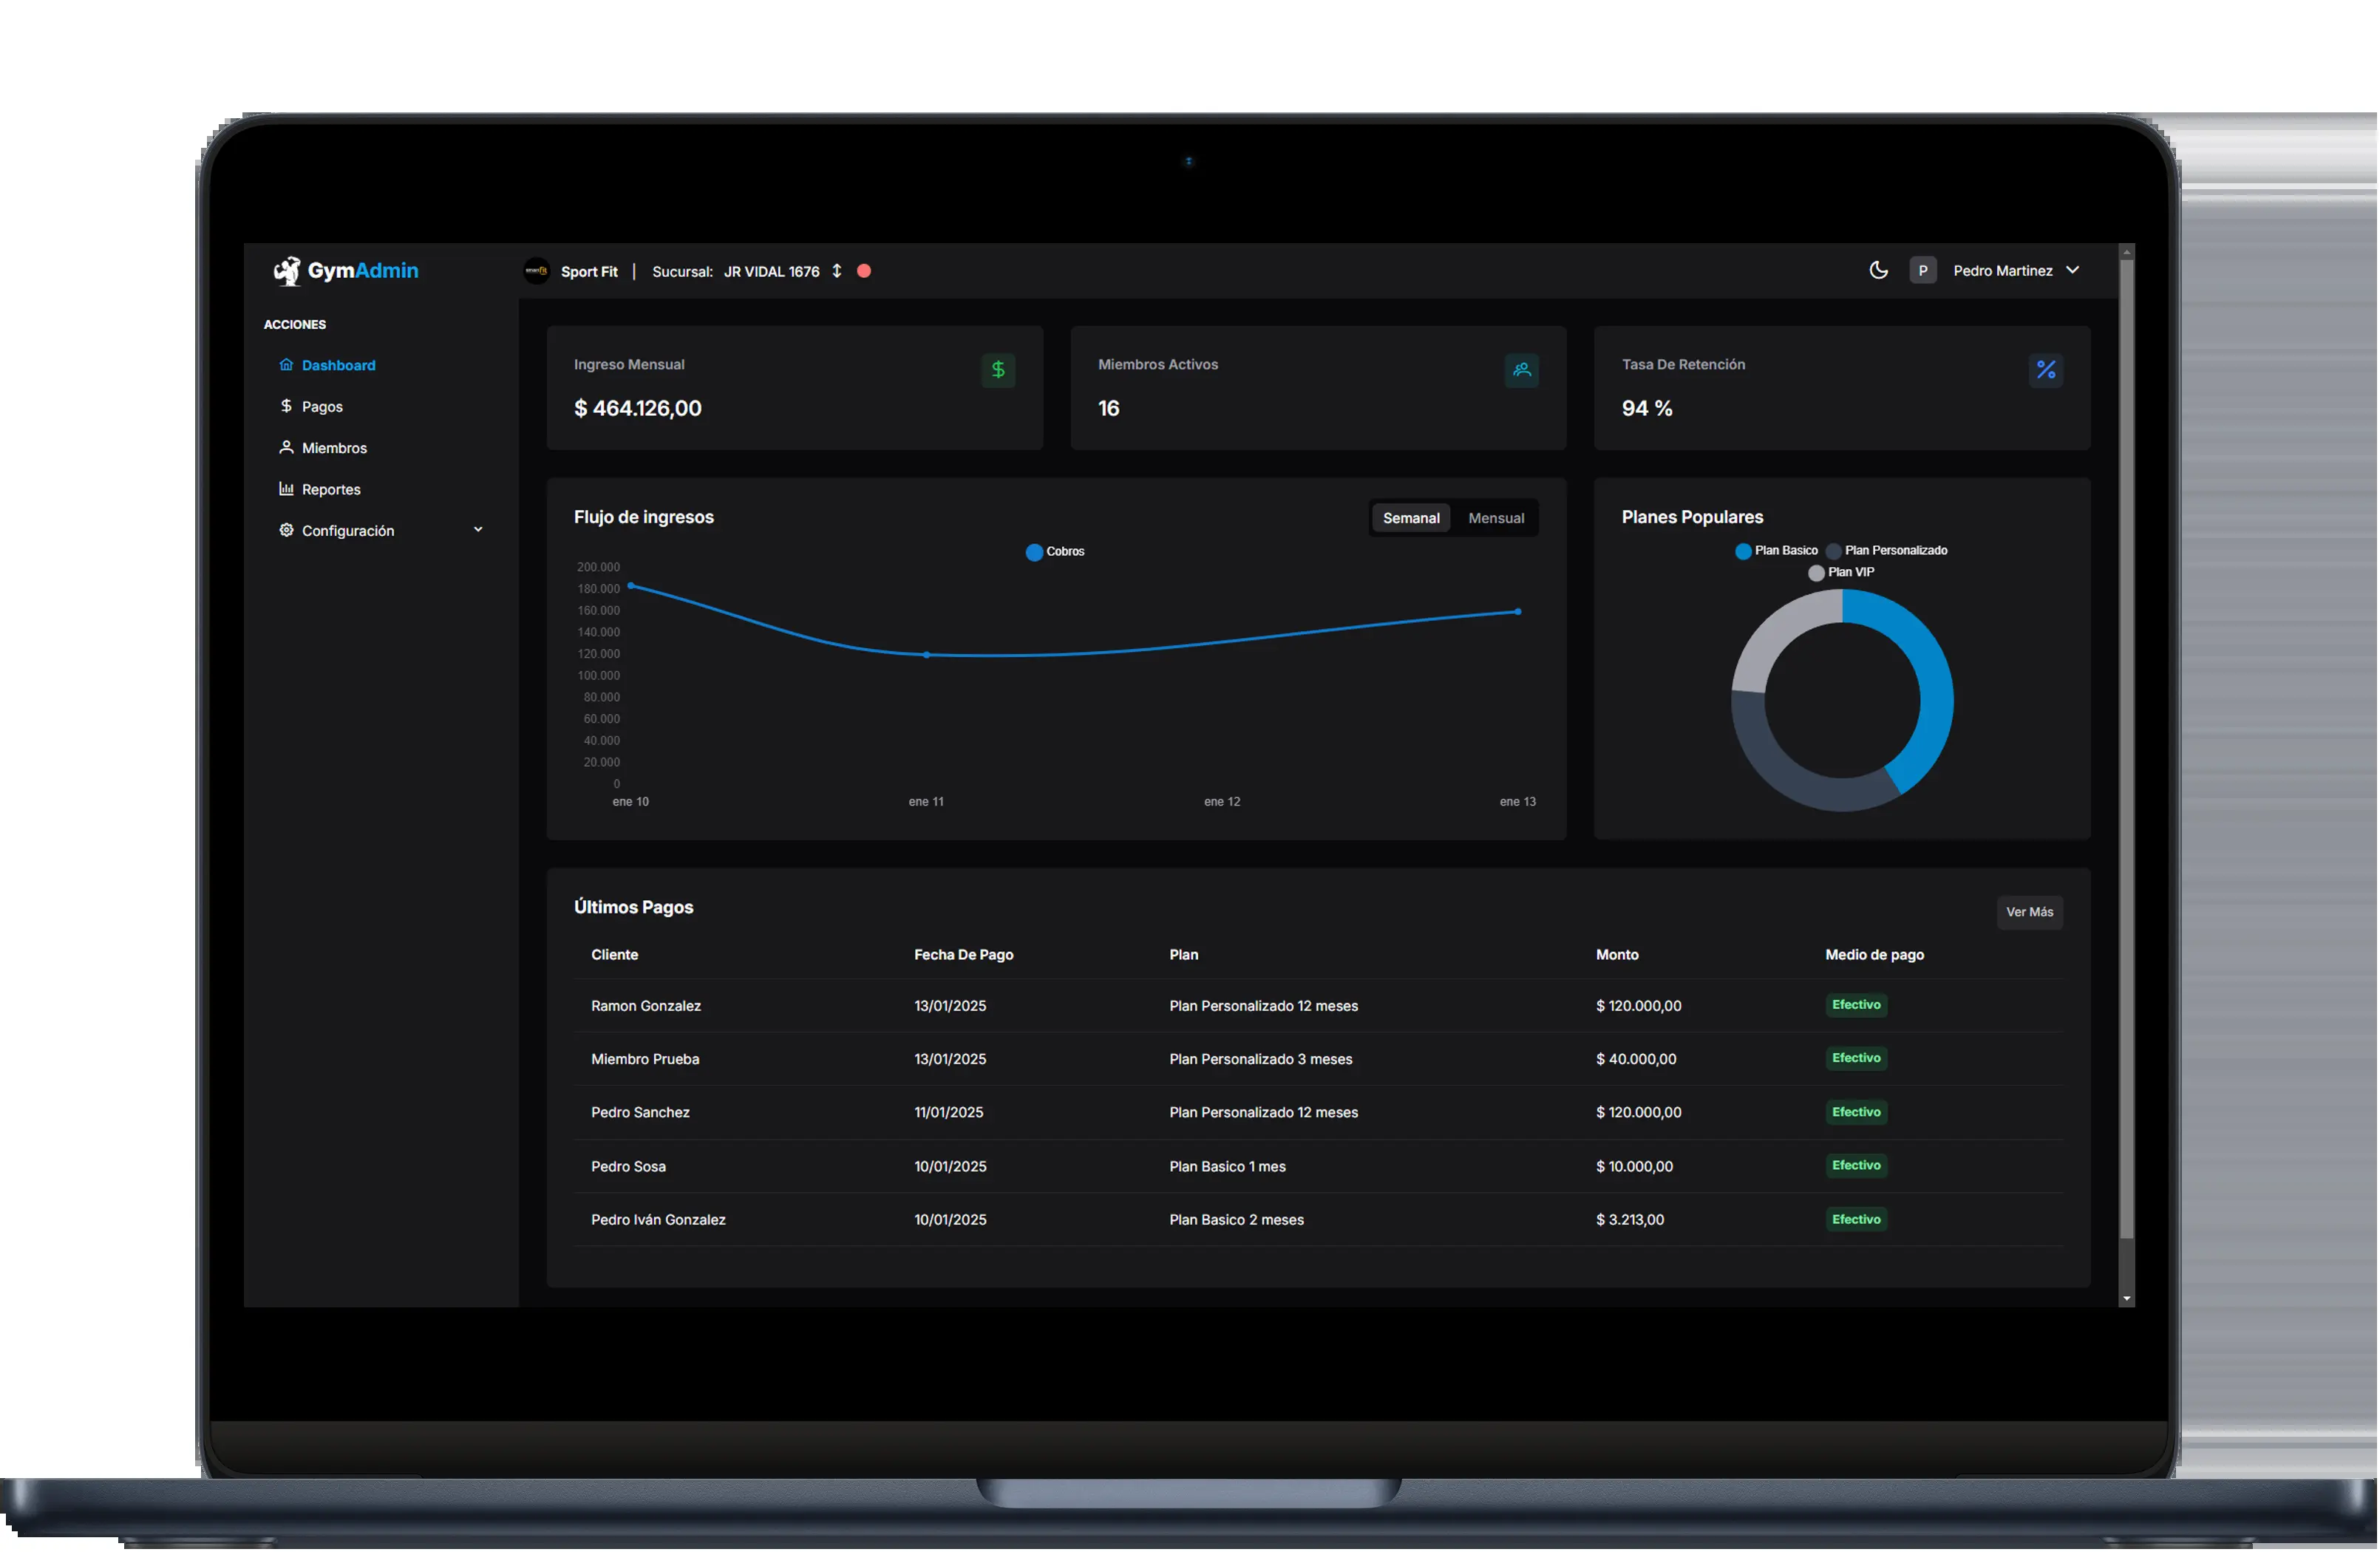 GymAdmin
Sport Fit | Sucursal: JR VIDAL 1676
P Pedro Martinez
ACCIONES
Dashboard
Pagos
Miembros
Reportes
Configuración
Ingreso Mensual
$ 464.126,00
Miembros Activos
16
Tasa De Retención
94 %
Flujo de ingresos
Semanal Mensual
Cobros
200.000
180.000
160.000
140.000
120.000
100.000
80.000
60.000
40.000
20.000
0
ene 10 ene 11 ene 12 ene 13
Planes Populares
Plan Basico Plan Personalizado
Plan VIP
Últimos Pagos
Ver Más
Cliente Fecha De Pago Plan Monto Medio de pago
Ramon Gonzalez 13/01/2025 Plan Personalizado 12 meses $ 120.000,00 Efectivo
Miembro Prueba 13/01/2025 Plan Personalizado 3 meses $ 40.000,00 Efectivo
Pedro Sanchez 11/01/2025 Plan Personalizado 12 meses $ 120.000,00 Efectivo
Pedro Sosa 10/01/2025 Plan Basico 1 mes $ 10.000,00 Efectivo
Pedro Iván Gonzalez 10/01/2025 Plan Basico 2 meses $ 3.213,00 Efectivo